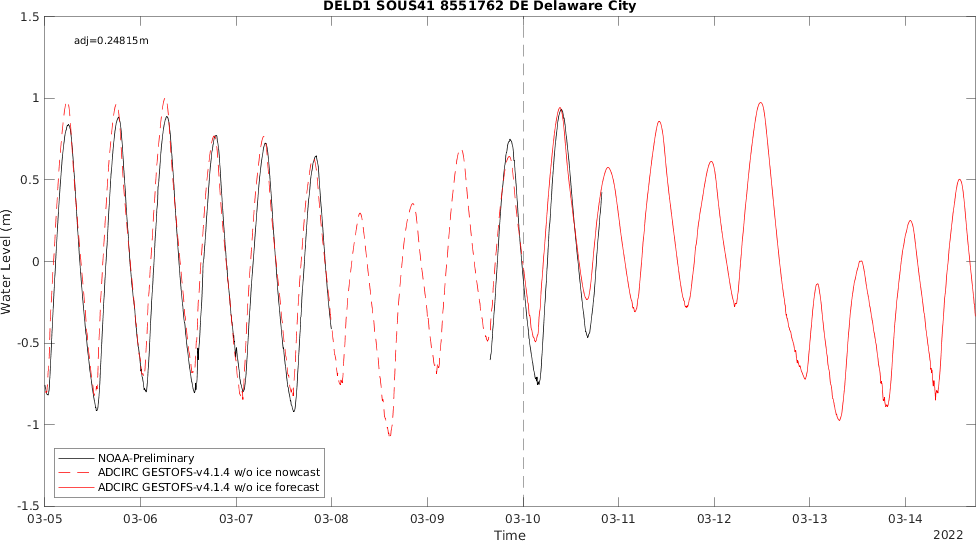 DELD1 SOUS41 8551762 DE Delaware City
1.5
adj=0.24815m
1
0.5
0
-0.5
-1
-1.5
Water Level (m)
NOAA-Preliminary
ADCIRC GESTOFS-v4.1.4 w/o ice nowcast
ADCIRC GESTOFS-v4.1.4 w/o ice forecast
03-05 03-06 03-07 03-08 03-09 03-10 03-11 03-12 03-13 03-14
Time
2022